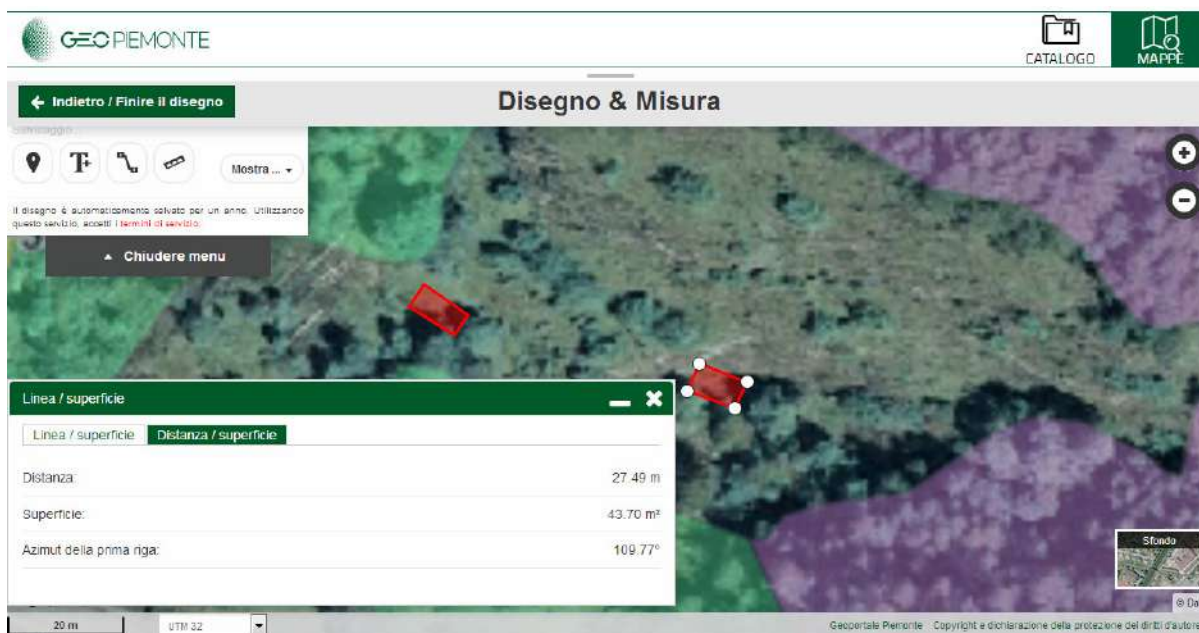 GEOPIEMONTE
CATALOGO
MAPPE
Indietro / Finire il disegno
Disegno & Misura
Mostra ...
Il disegno è automaticamente salvato per un anno. Utilizzando
questo servizio, accetti i termini di servizio.
Chiudere menu
Linea / superficie
Linea / superficie
Distanza / superficie
Distanza:
27.49 m
Superficie:
43.70 m²
Azimut della prima riga:
109.77°
Sfondo
© Da
20 m
UTM 32
Geoportale Piemonte
Copyright e dichiarazione della protezione dei diritti d'autore